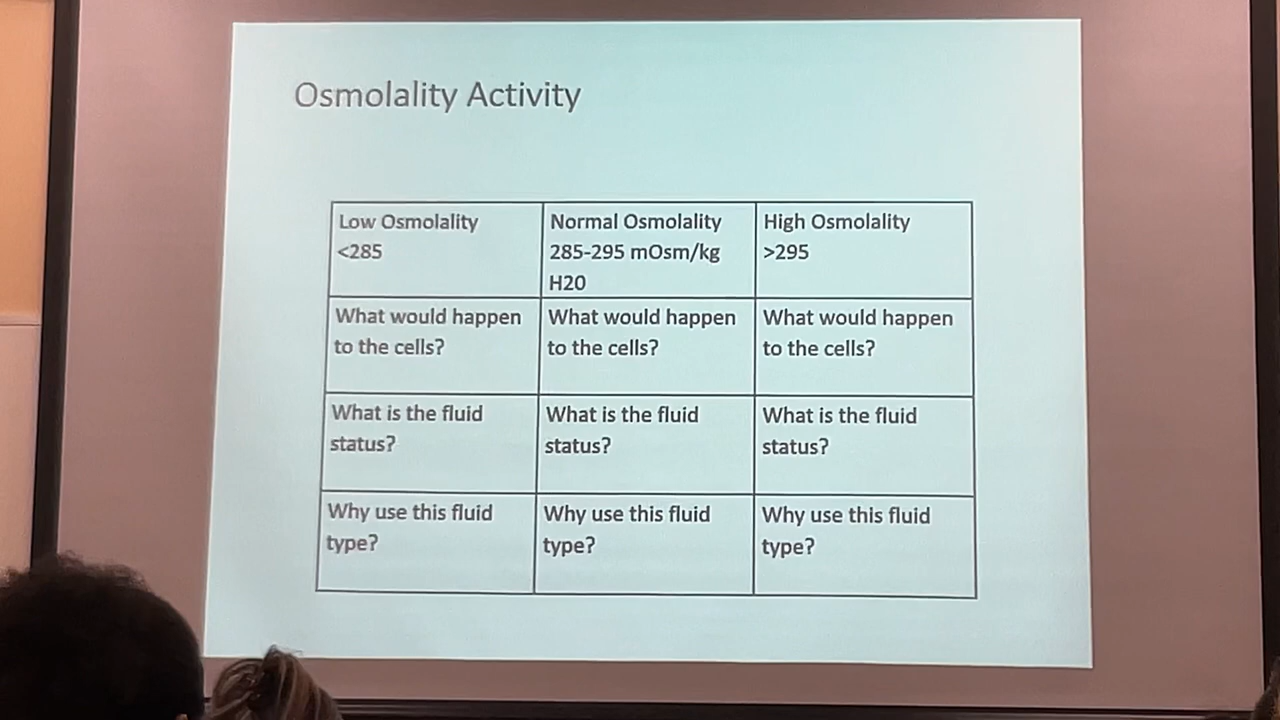 Osmolality Activity
Low Osmolality
<285
Normal Osmolality
285-295 mOsm/kg
H20
High Osmolality
>295
What would happen
to the cells?
What would happen
to the cells?
What would happen
to the cells?
What is the fluid
status?
What is the fluid
status?
What is the fluid
status?
Why use this fluid
type?
Why use this fluid
type?
Why use this fluid
type?